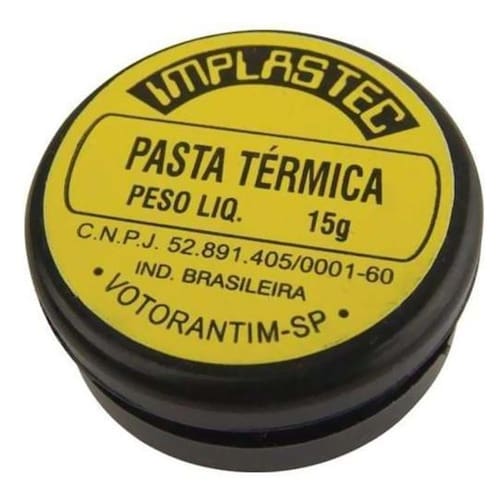 IMPLASTEC
PASTA TÉRMICA
PESO LIQ. 15g
C.N.P.J. 52.891.405/0001-60
IND. BRASILEIRA
• VOTORANTIM-SP •